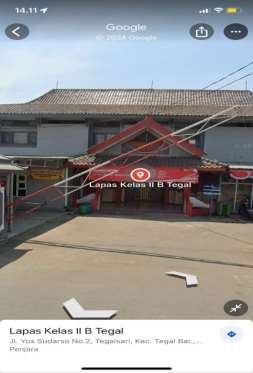 14.11
Google
© 2024 Google
Lapas Kelas II B Tegal
Lapas Kelas II B Tegal
Jl. Yos Sudarso No.2, Tegalsari, Kec. Tegal Bar.,...
Penjara